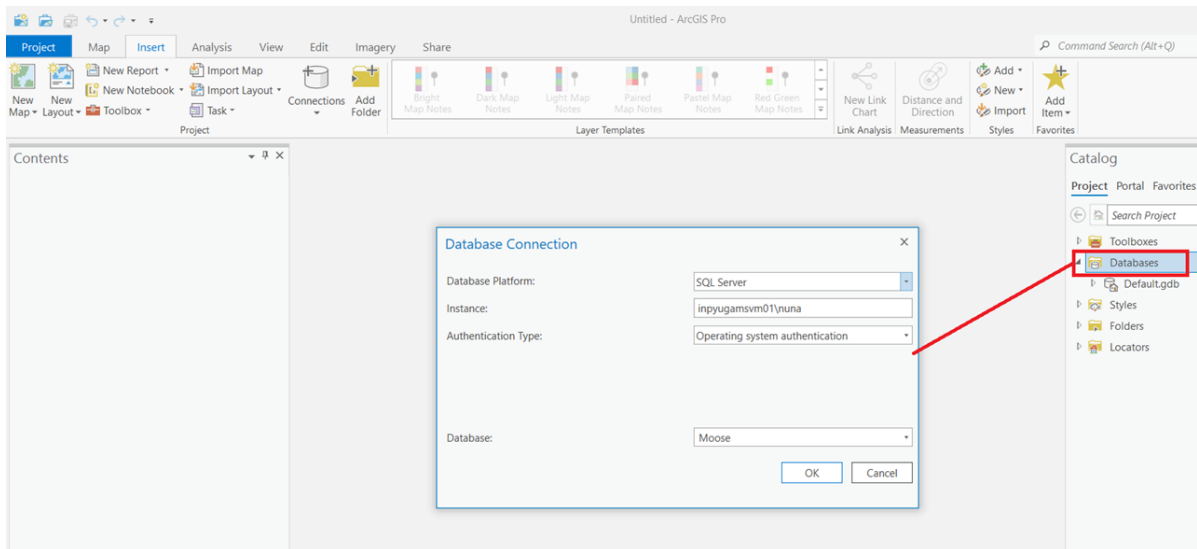 Untitled - ArcGIS Pro
Project Map Insert Analysis View Edit Imagery Share
Command Search (Alt+Q)
New Report Import Map
New Notebook Import Layout
Toolbox Task
New Map
New Layout
Connections
Add Folder
Bright Map Notes
Dark Map Notes
Light Map Notes
Paired Map Notes
Pastel Map Notes
Red Green Map Notes
New Link Chart
Distance and Direction
Add
New
Import
Add Item
Project
Layer Templates
Link Analysis
Measurements
Styles
Favorites
Contents
Database Connection
Database Platform: SQL Server
Instance: inpyugamsvm01\nuna
Authentication Type: Operating system authentication
Database: Moose
OK Cancel
Catalog
Project Portal Favorites
Search Project
Toolboxes
Databases
Default.gdb
Styles
Folders
Locators